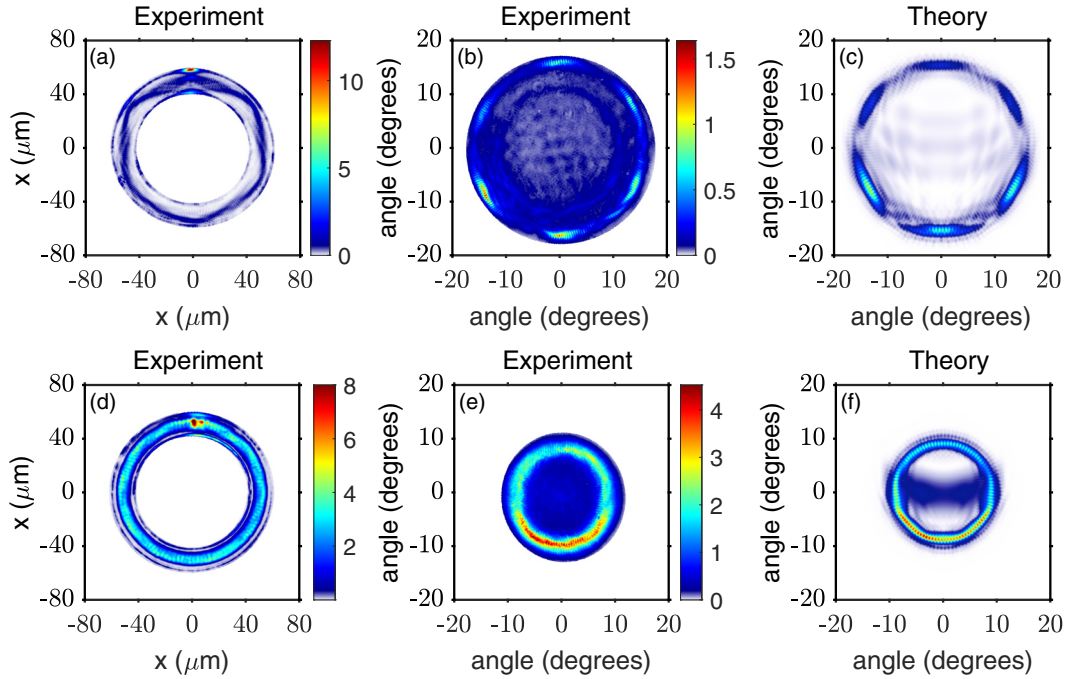 Experiment
Experiment
Theory
(a)
(b)
(c)
80
40
0
-40
-80
x (μm)
-80 -40 0 40 80
x (μm)
10
5
0
20
10
0
-10
-20
angle (degrees)
-20 -10 0 10 20
angle (degrees)
1.5
1
0.5
0
20
10
0
-10
-20
angle (degrees)
-20 -10 0 10 20
angle (degrees)
Experiment
Experiment
Theory
(d)
(e)
(f)
80
40
0
-40
-80
x (μm)
-80 -40 0 40 80
x (μm)
8
6
4
2
20
10
0
-10
-20
angle (degrees)
-20 -10 0 10 20
angle (degrees)
4
3
2
1
0
20
10
0
-10
-20
angle (degrees)
-20 -10 0 10 20
angle (degrees)